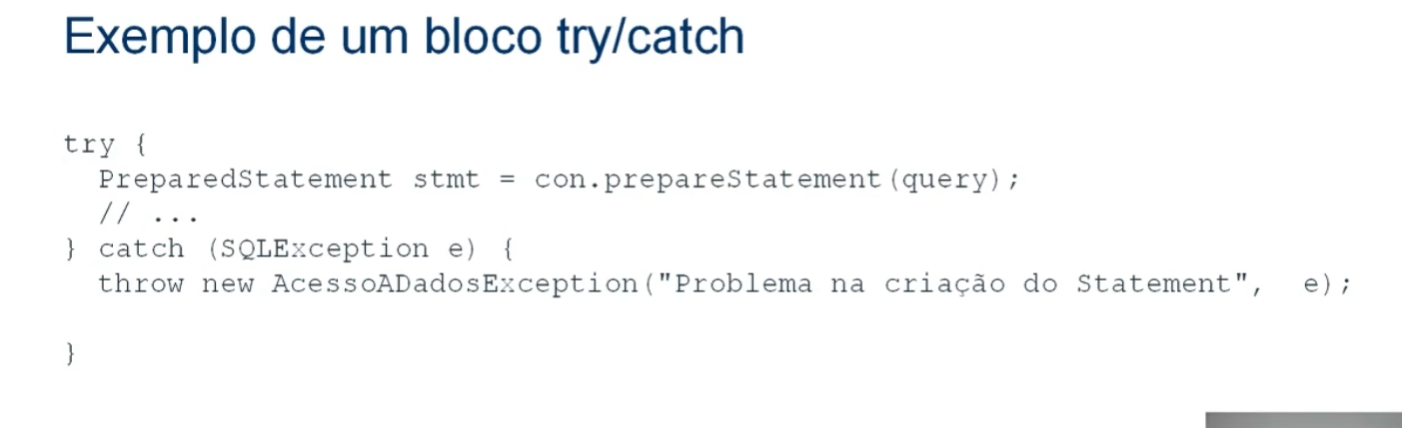 Exemplo de um bloco try/catch
try {
  PreparedStatement stmt = con.prepareStatement(query);
  // ...
} catch (SQLException e) {
  throw new AcessoADadosException("Problema na criação do Statement",  e);
}